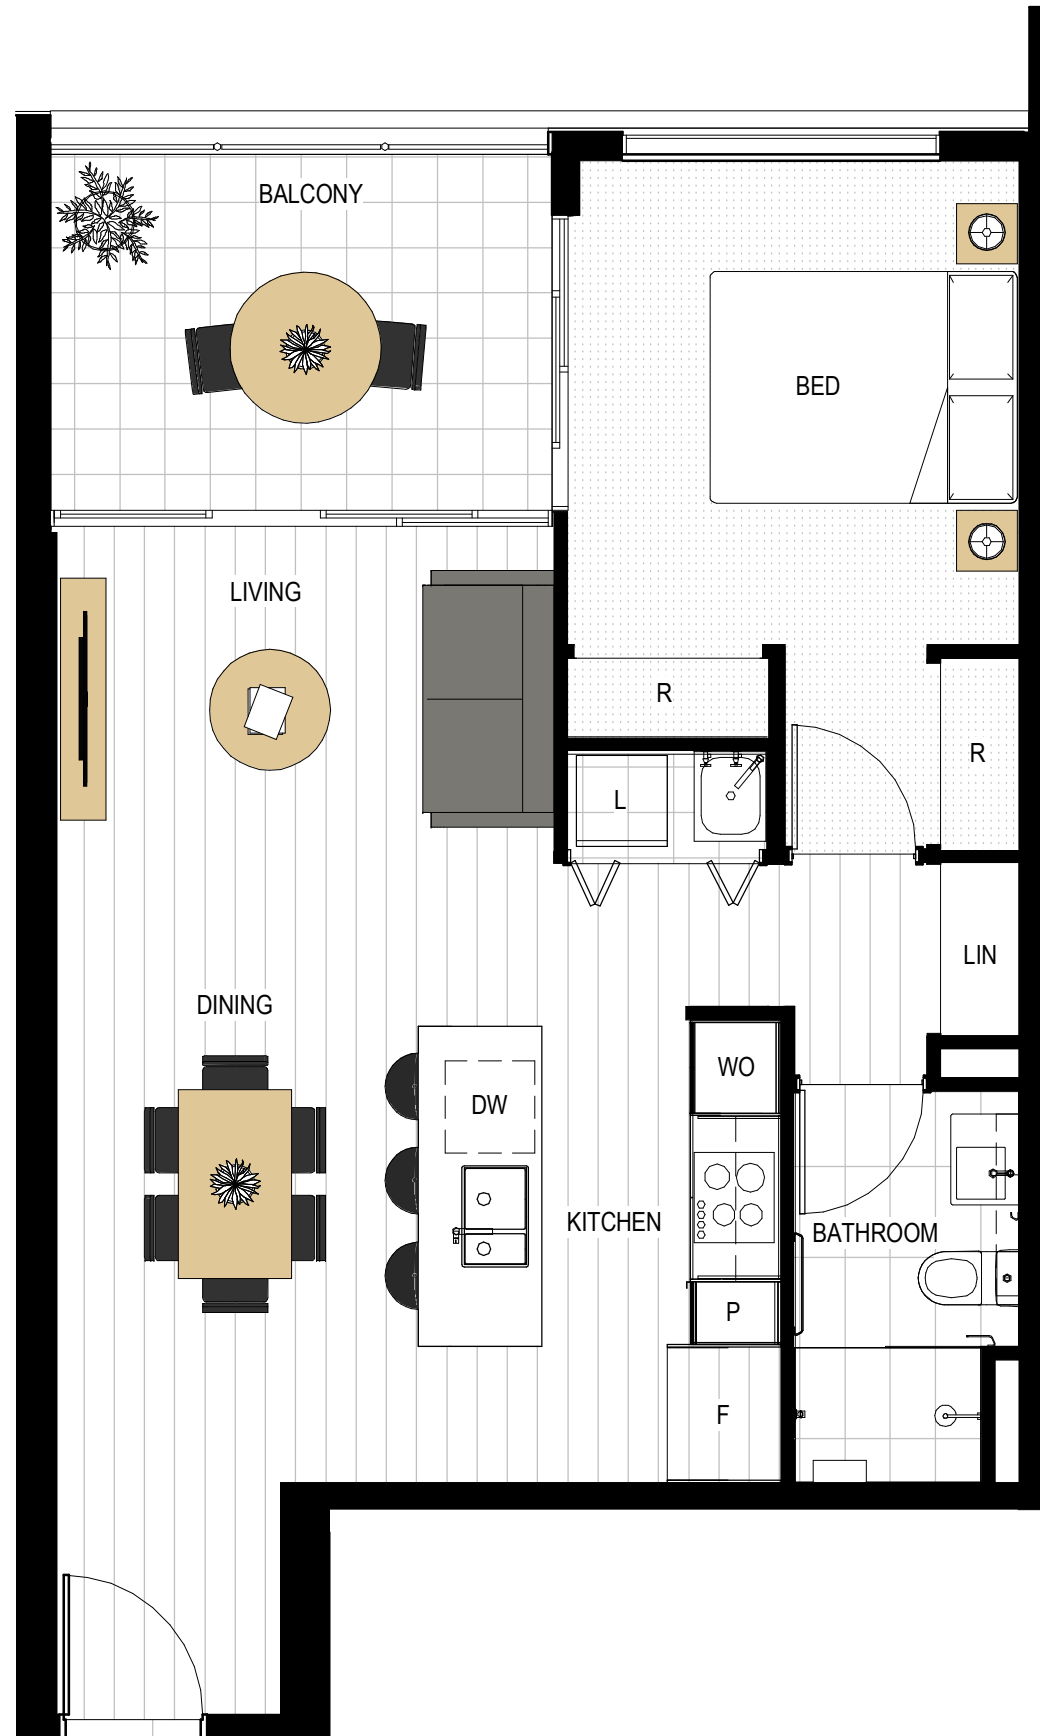 BALCONY
BED
LIVING
R
R
L
LIN
DINING
WO
DW
KITCHEN
BATHROOM
P
F